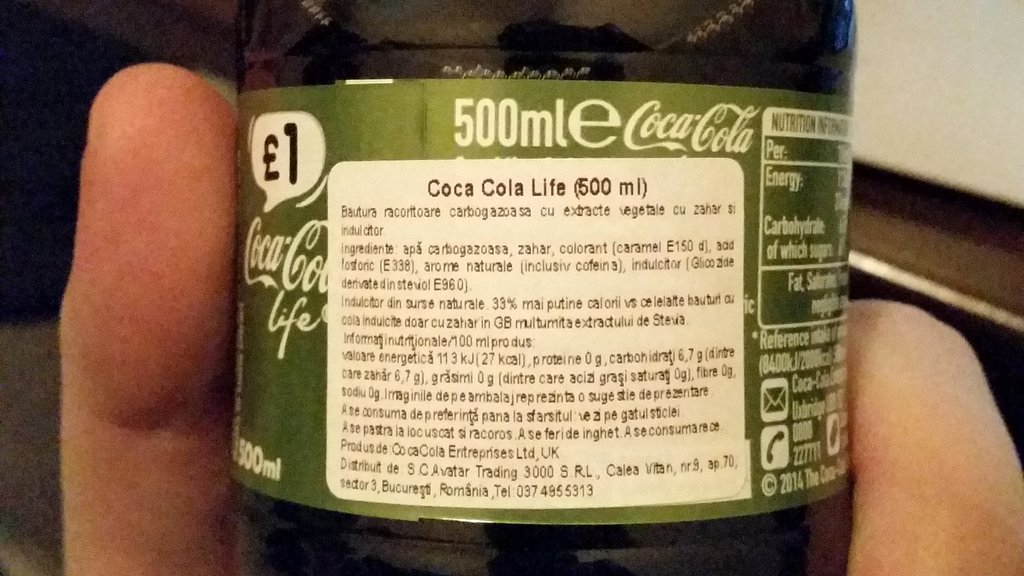 £1
500ml e Coca-Cola
Coca-Co
life
500ml
Coca Cola Life (500 ml)
Bautura racoritoare carbogazoasa cu extracte vegetale cu zahar si
indulcitor.
Ingrediente: apă carbogazoasa, zahar, colorant (caramel E150 d), acid
fosforic (E338), arome naturale (inclusiv cofeina), indulcitor (Glicozide
derivate din steviol E960).
Indulcitor din surse naturale. 33% mai putine calorii vs celelalte bauturi cu
cola indulcite doar cu zahar in GB multumita extractului de Stevia.
Informaţii nutriţionale/100 ml produs:
valoare energetică 113 kJ (27 kcal), proteine 0 g, carbohidraţi 6,7 g (dintre
care zahăr 6,7 g), grăsimi 0 g (dintre care acizi graşi saturaţi 0g), fibre 0g,
sodiu 0g. Imaginile de pe ambalaj reprezinta o sugestie de prezentare.
A se consuma de preferinţă pana la sfarsitul: vezi pe gatul sticlei.
A se pastra la loc uscat si racoros. A se feri de inghet. A se consuma rece.
Produs de: CocaCola Entreprises Ltd, UK
Distribuit de: S.C. Avatar Trading 3000 S.R.L., Calea Vitan, nr.9, ap.70,
sector 3, Bucureşti, România, Tel: 037 4955313
NUTRITION
Per:
Energy:
Carbohydrate:
of which sugars
Fat, Saturates,
*Reference
(8400kJ/2000kcal
Coca-Cola
Uxbridge
© 2014 The Coca-